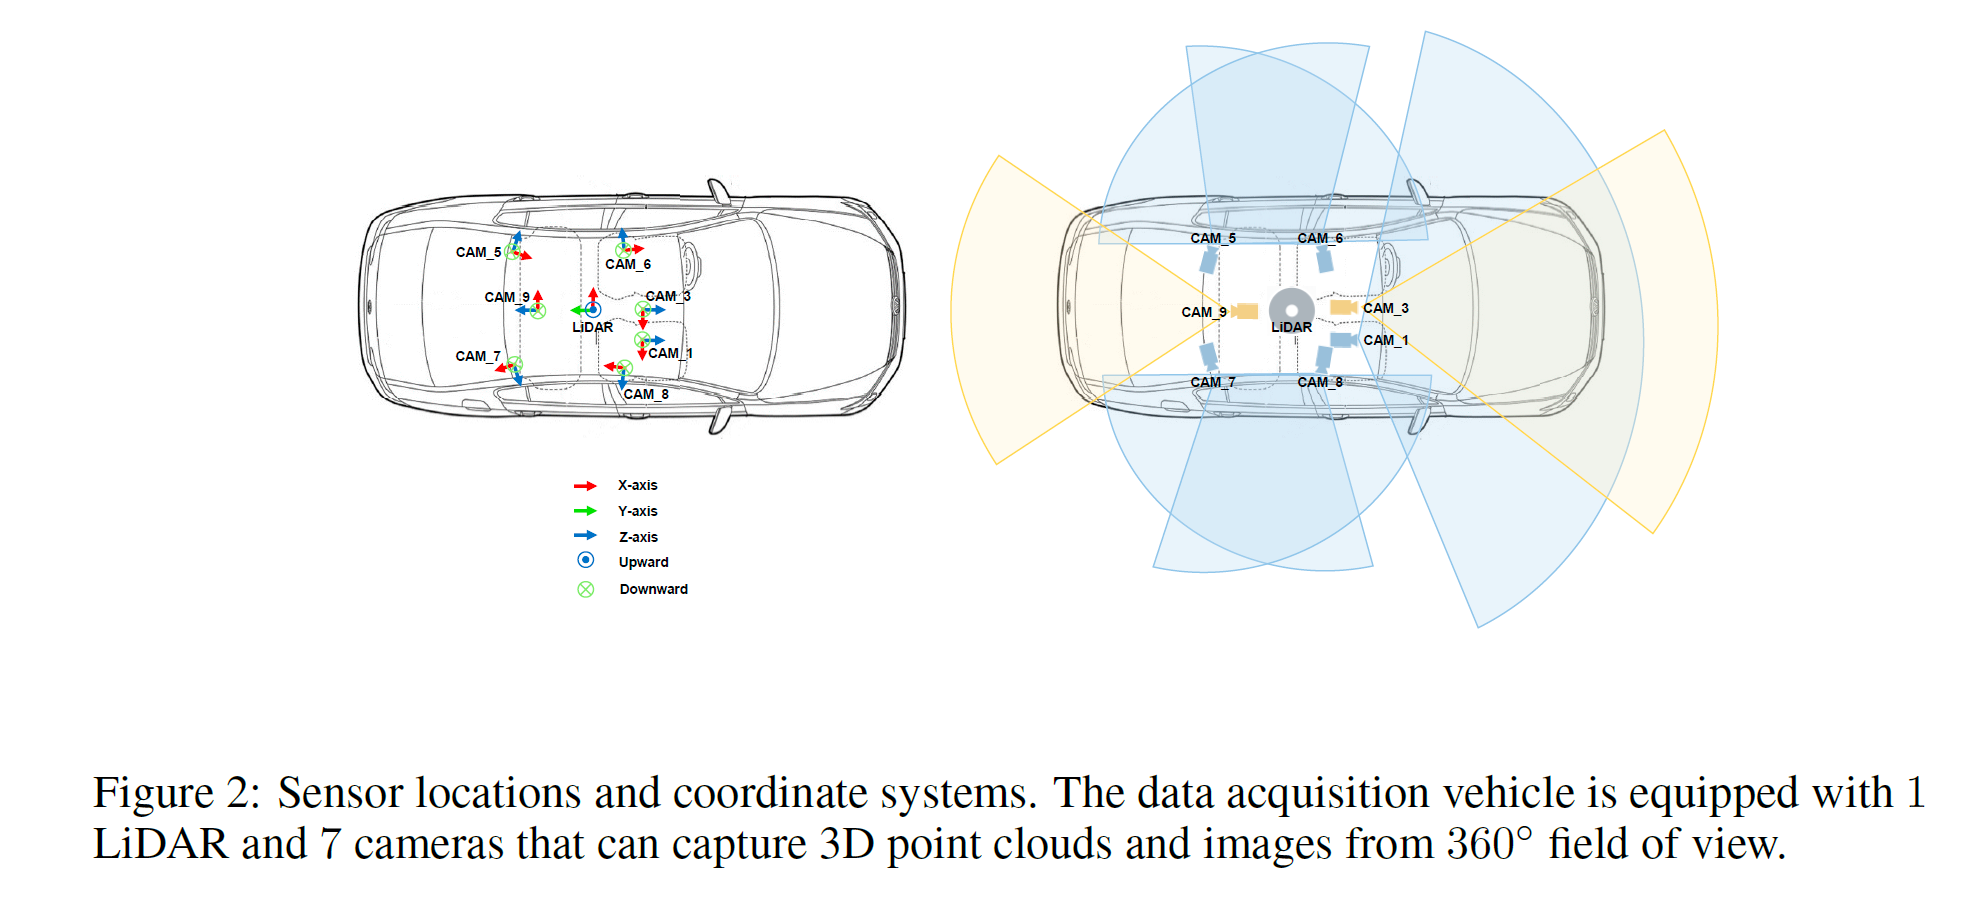 CAM_5
CAM_6
CAM_9
CAM_3
LiDAR
CAM_7
CAM_1
CAM_8
X-axis
Y-axis
Z-axis
Upward
Downward
CAM_5
CAM_6
CAM_9
LiDAR
CAM_3
CAM_1
CAM_7
CAM_8
Figure 2: Sensor locations and coordinate systems. The data acquisition vehicle is equipped with 1
LiDAR and 7 cameras that can capture 3D point clouds and images from 360° field of view.